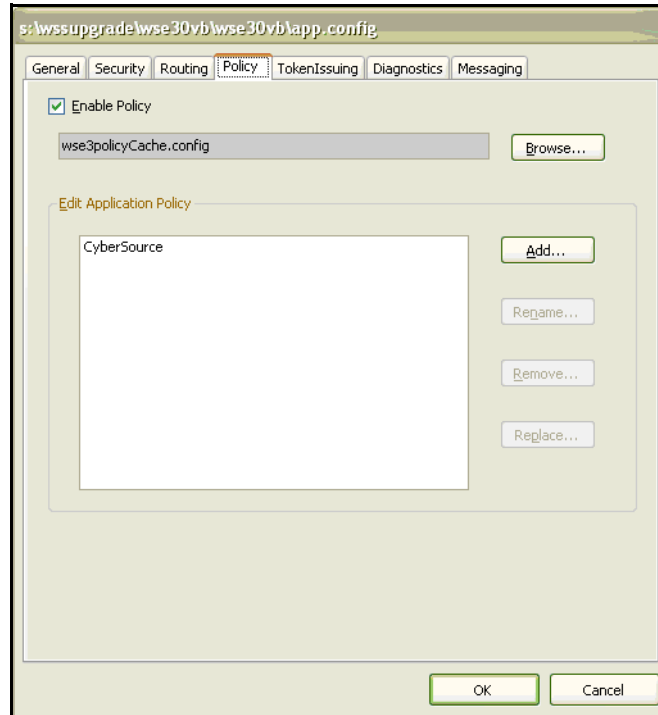 s:\wssupgrade\wse30vb\wse30vb\app.config
General Security Routing Policy TokenIssuing Diagnostics Messaging
Enable Policy
wse3policyCache.config Browse...
Edit Application Policy
CyberSource Add...
Rename...
Remove...
Replace...
OK Cancel